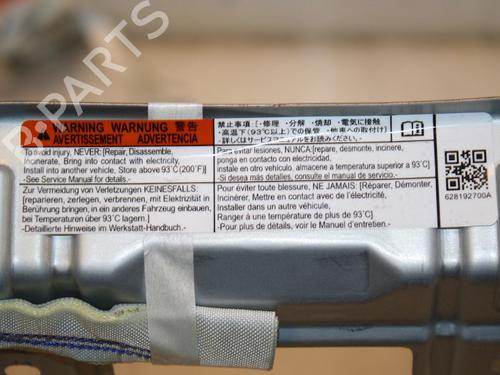 B-PARTS
WARNING WARNUNG 警告
AVERTISSEMENT ADVERTENCIA
To avoid injury, NEVER: [Repair, Disassemble,
Incinerate, Bring into contact with electricity,
Install into another vehicle, Store above 93˚C(200˚F)]
-See Service Manual for details.-
Zur Vermeidung von Verletzungen KEINESFALLS:
[reparieren, zerlegen, verbrennen, mit Elektrizität in
Berührung bringen, in ein anderes Fahrzeug einbauen,
bei Temperaturen über 93˚C lagern.]
-Detaillierte Hinweise im Werkstatt-Handbuch.-
禁止事項:[・修理 ・分解 ・焼却 ・電気に接触
・高温下(93℃以上)での保管 ・他車への取付け]
-詳しくはサービスマニュアルをお読みください。-
Para evitar lesiones, NUNCA:[repare, desmonte, incinere,
ponga en contacto con electricidad,
instale en otro vehículo, almacene a temperatura superior a 93˚C]
-Si desea más detalles, consulte el manual de servicio.-
Pour éviter toute blessure, NE JAMAIS: [Réparer, Démonter,
Incinérer, Mettre en contact avec de l'électricité,
Installer dans un autre véhicule,
Ranger à une température de plus de 93˚C]
-Pour plus de détails, voir le Manuel d'entretien.-
628192700A